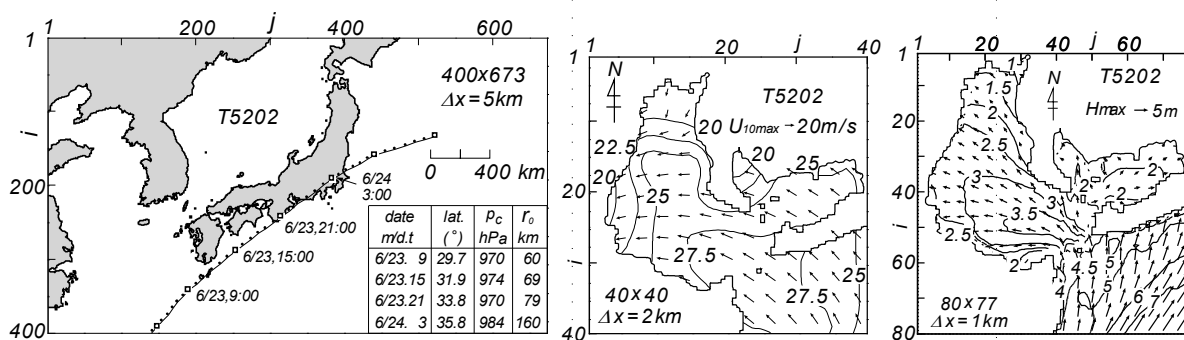 1 200 j 400 600
1
400x673
Δx=5km
T5202
i
200
400
0 400 km
6/24
3:00
6/23,21:00
6/23,15:00
6/23,9:00
date lat. pc r₀
m/d.t (°) hPa km
6/23. 9 29.7 970 60
6/23.15 31.9 974 69
6/23.21 33.8 970 79
6/24. 3 35.8 984 160
1 20 j 40
1
N
T5202
20 U10max → 20m/s
22.5
20
25
20
20
25
27.5
27.5
25
i
40x40
Δx=2km
40
1 20 40 j 60
1
N
T5202
Hmax → 5m
1
1.5
2
2.5
20
i
40
3
3
3.5
2
2
2
2.5
2
4.5
5
4
5
6
7
60
80x77
Δx=1km
80